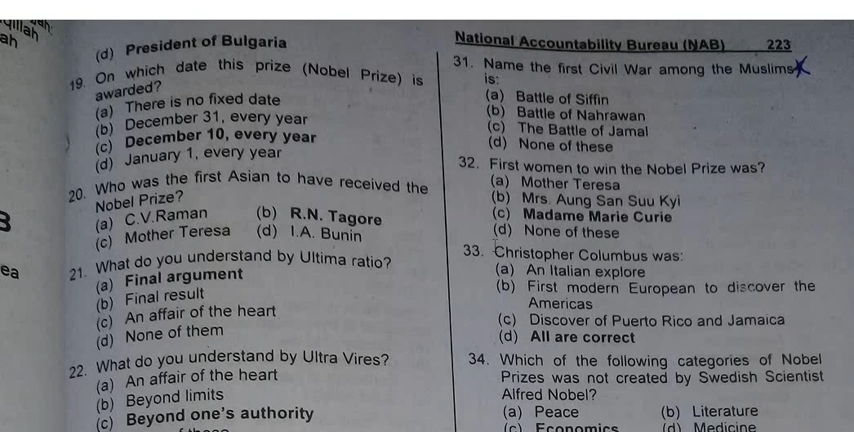 ah
ea
(d) President of Bulgaria
19. On which date this prize (Nobel Prize) is
awarded?
(a) There is no fixed date
(b) December 31, every year
(c) December 10, every year
(d) January 1, every year
20. Who was the first Asian to have received the
Nobel Prize?
(a) C.V.Raman (b) R.N. Tagore
(c) Mother Teresa (d) I.A. Bunin
21. What do you understand by Ultima ratio?
(a) Final argument
(b) Final result
(c) An affair of the heart
(d) None of them
22. What do you understand by Ultra Vires?
(a) An affair of the heart
(b) Beyond limits
(c) Beyond one's authority
National Accountability Bureau (NAB) 223
31. Name the first Civil War among the Muslims
is:
(a) Battle of Siffin
(b) Battle of Nahrawan
(c) The Battle of Jamal
(d) None of these
32. First women to win the Nobel Prize was?
(a) Mother Teresa
(b) Mrs. Aung San Suu Kyi
(c) Madame Marie Curie
(d) None of these
33. Christopher Columbus was:
(a) An Italian explore
(b) First modern European to discover the
Americas
(c) Discover of Puerto Rico and Jamaica
(d) All are correct
34. Which of the following categories of Nobel
Prizes was not created by Swedish Scientist
Alfred Nobel?
(a) Peace (b) Literature
(c) Economics (d) Medicine